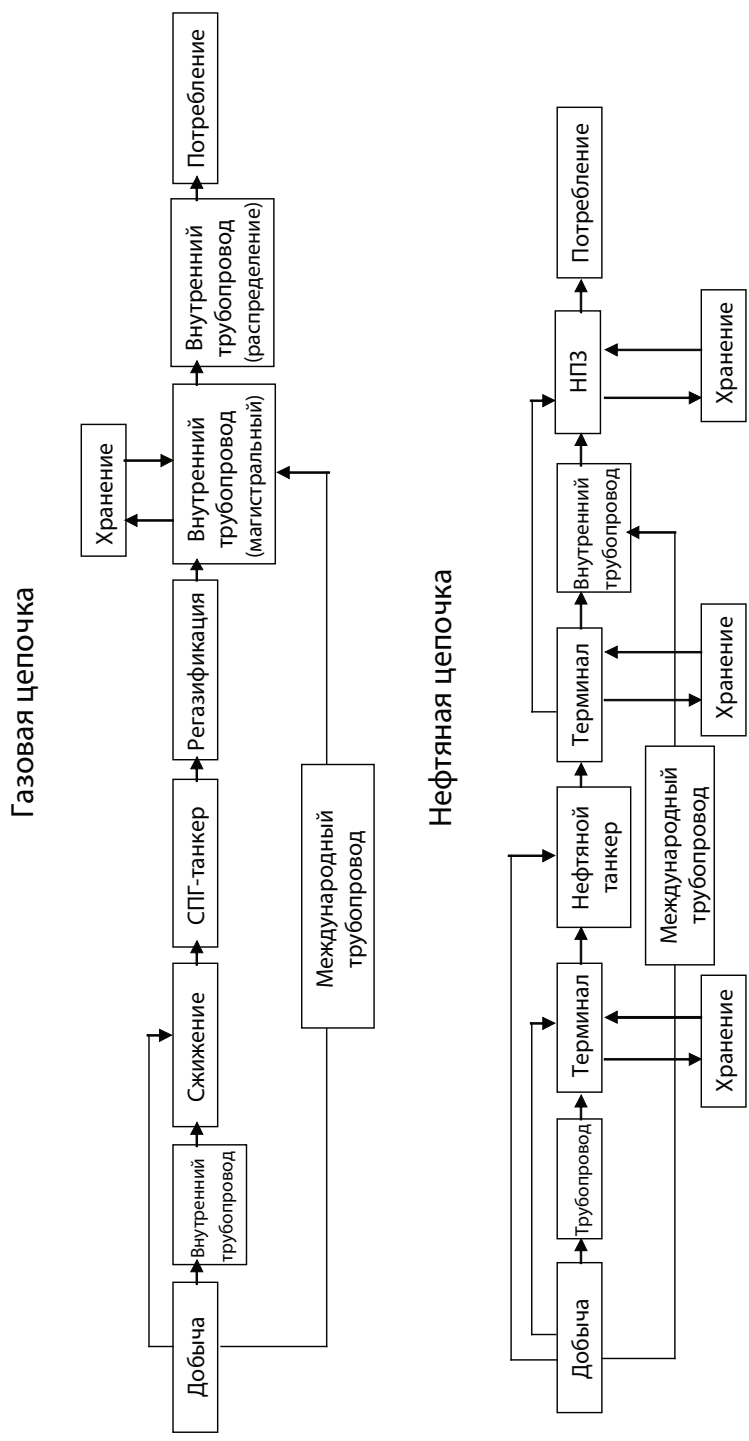 Газовая цепочка
Добыча
Внутренний
трубопровод
Сжижение
СПГ-танкер
Регазификация
Хранение
Внутренний
трубопровод
(магистральный)
Внутренний
трубопровод
(распределение)
Потребление
Международный
трубопровод
Нефтяная цепочка
Добыча
Трубопровод
Терминал
Нефтяной
танкер
Терминал
Внутренний
трубопровод
НПЗ
Потребление
Хранение
Международный
трубопровод
Хранение
Хранение